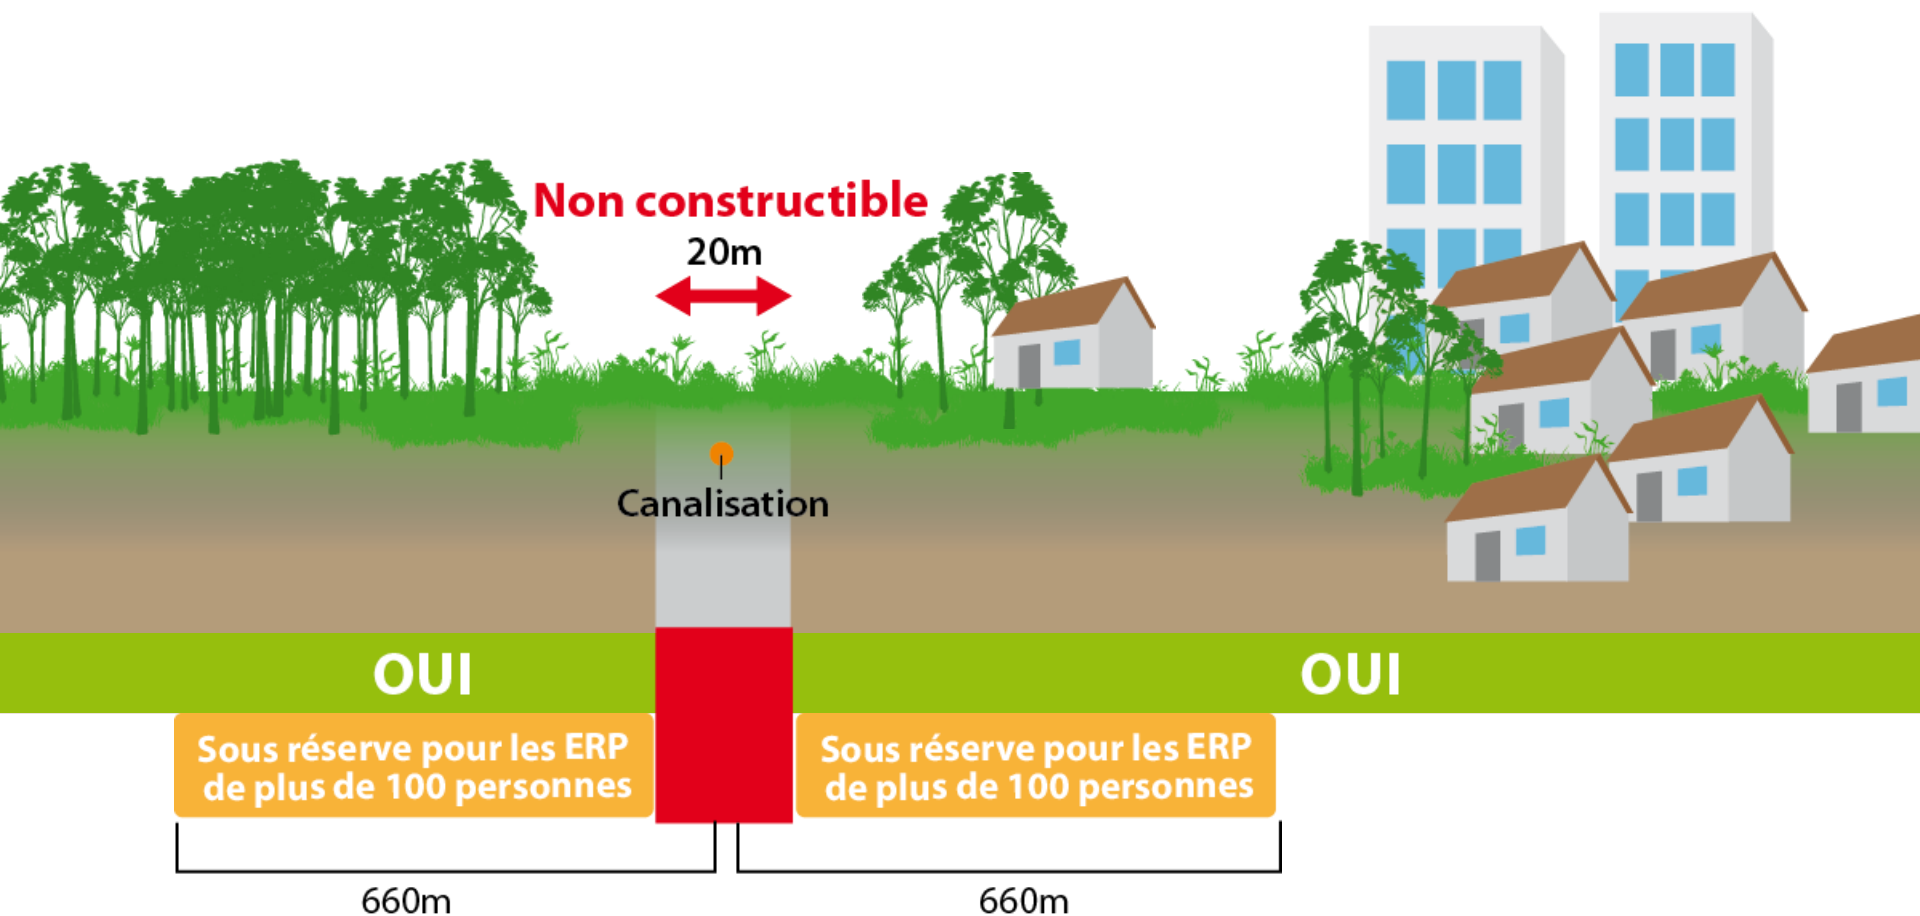 Non constructible
20m
Canalisation
OUI
OUI
Sous réserve pour les ERP
de plus de 100 personnes
Sous réserve pour les ERP
de plus de 100 personnes
660m
660m